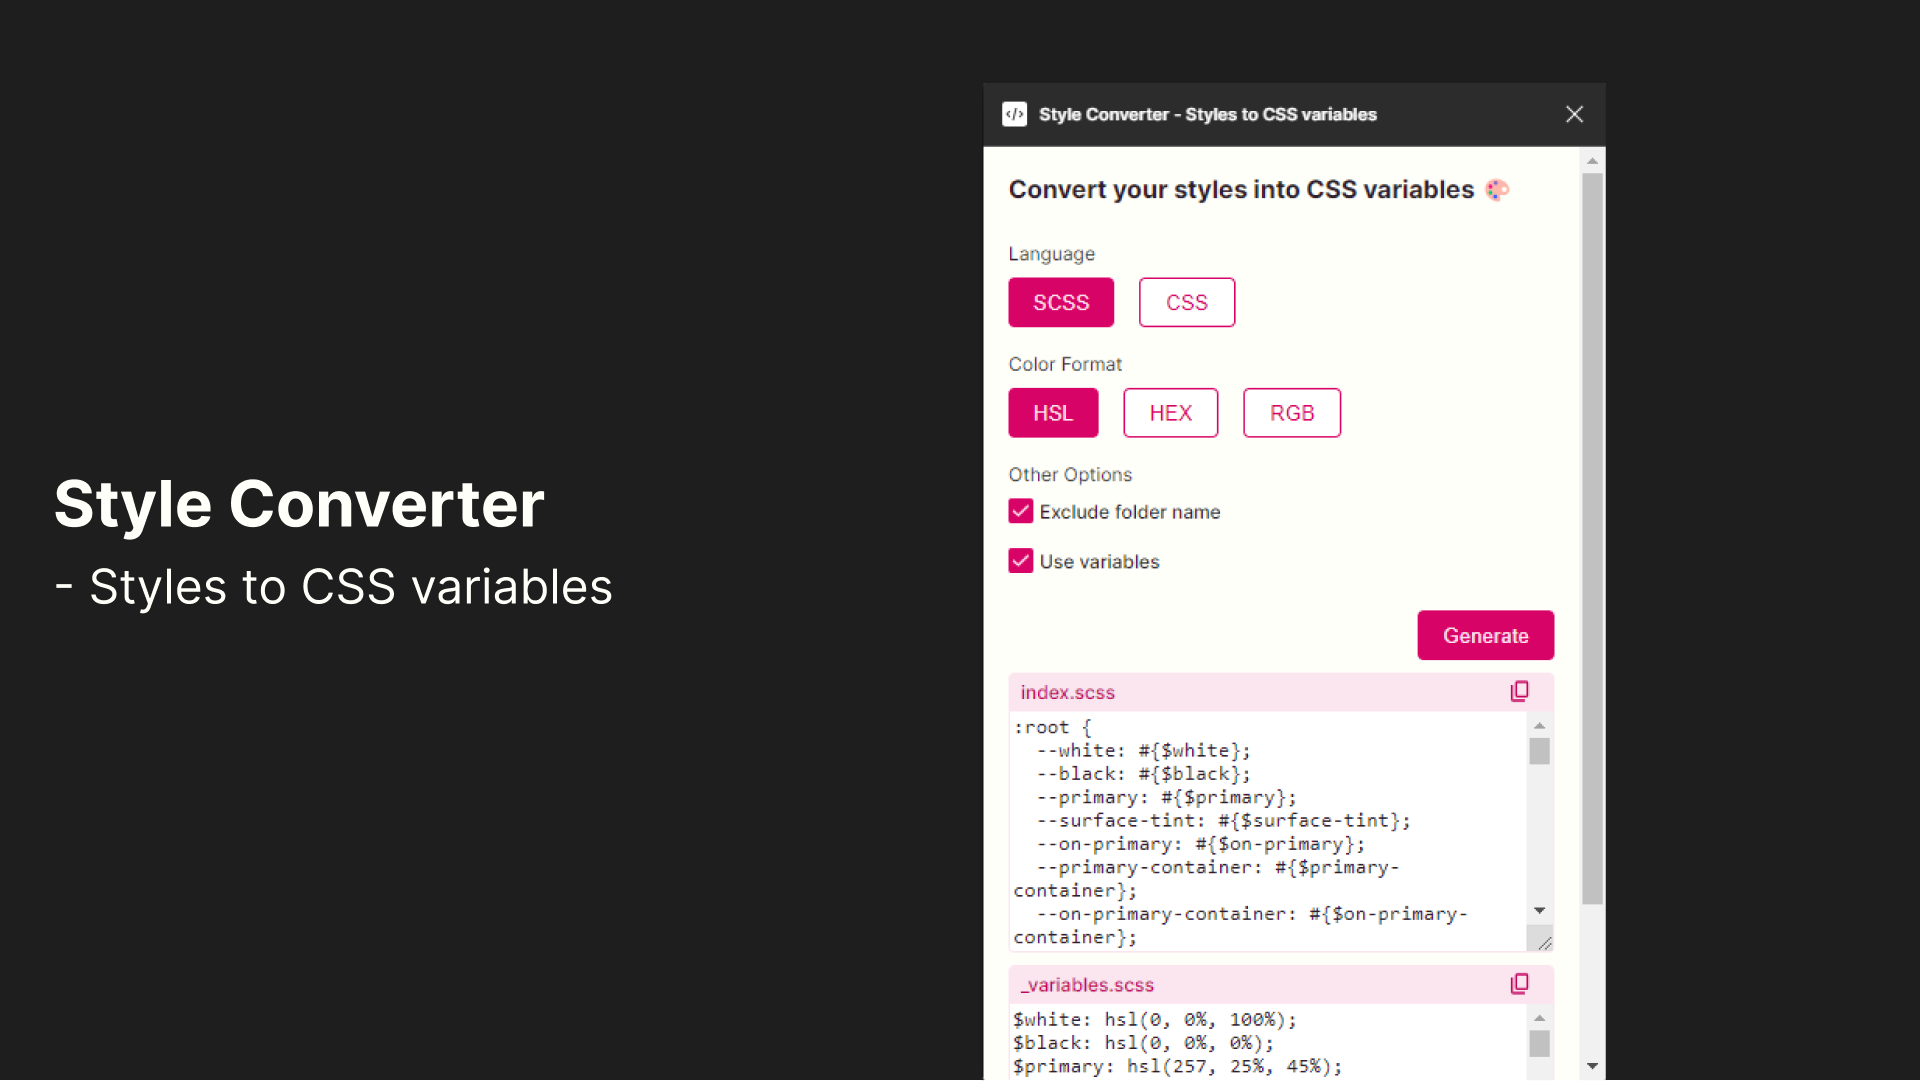 Style Converter
- Styles to CSS variables
</> Style Converter - Styles to CSS variables
Convert your styles into CSS variables 🎨
Language
SCSS CSS
Color Format
HSL HEX RGB
Other Options
Exclude folder name
Use variables
Generate
index.scss
:root {
  --white: #{$white};
  --black: #{$black};
  --primary: #{$primary};
  --surface-tint: #{$surface-tint};
  --on-primary: #{$on-primary};
  --primary-container: #{$primary-
container};
  --on-primary-container: #{$on-primary-
container};
_variables.scss
$white: hsl(0, 0%, 100%);
$black: hsl(0, 0%, 0%);
$primary: hsl(257, 25%, 45%);